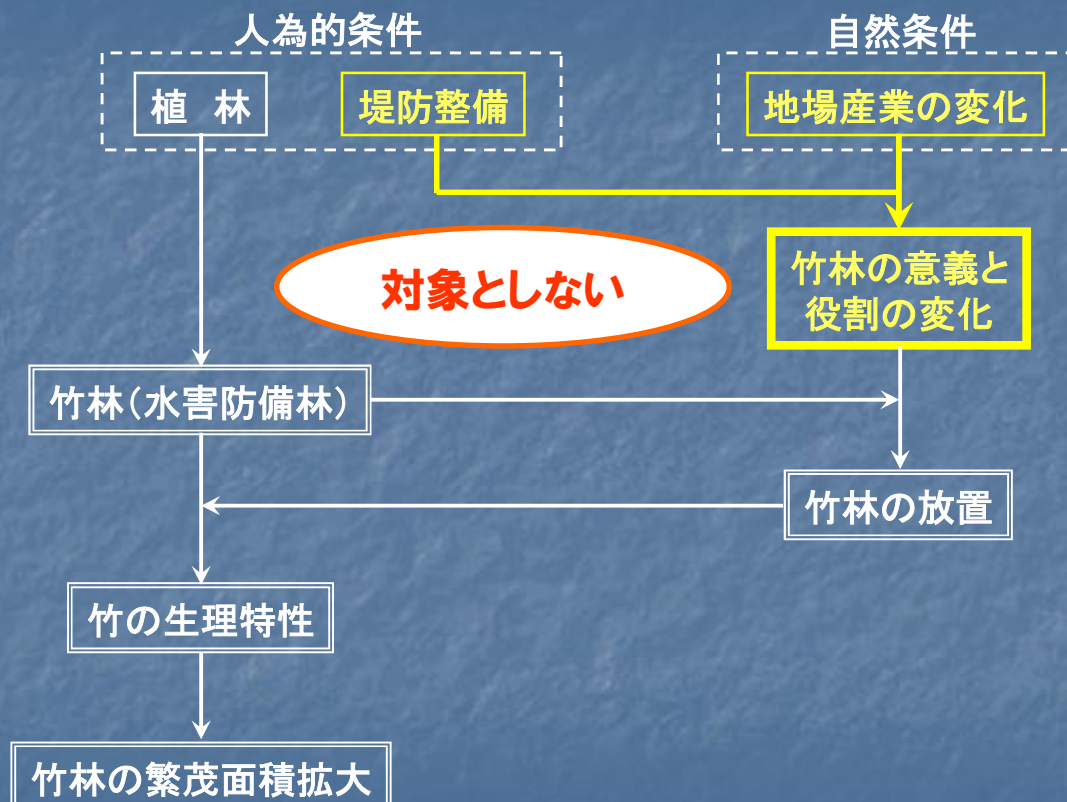 人為的条件
自然条件
植 林
堤防整備
地場産業の変化
対象としない
竹林の意義と
役割の変化
竹林(水害防備林)
竹林の放置
竹の生理特性
竹林の繁茂面積拡大